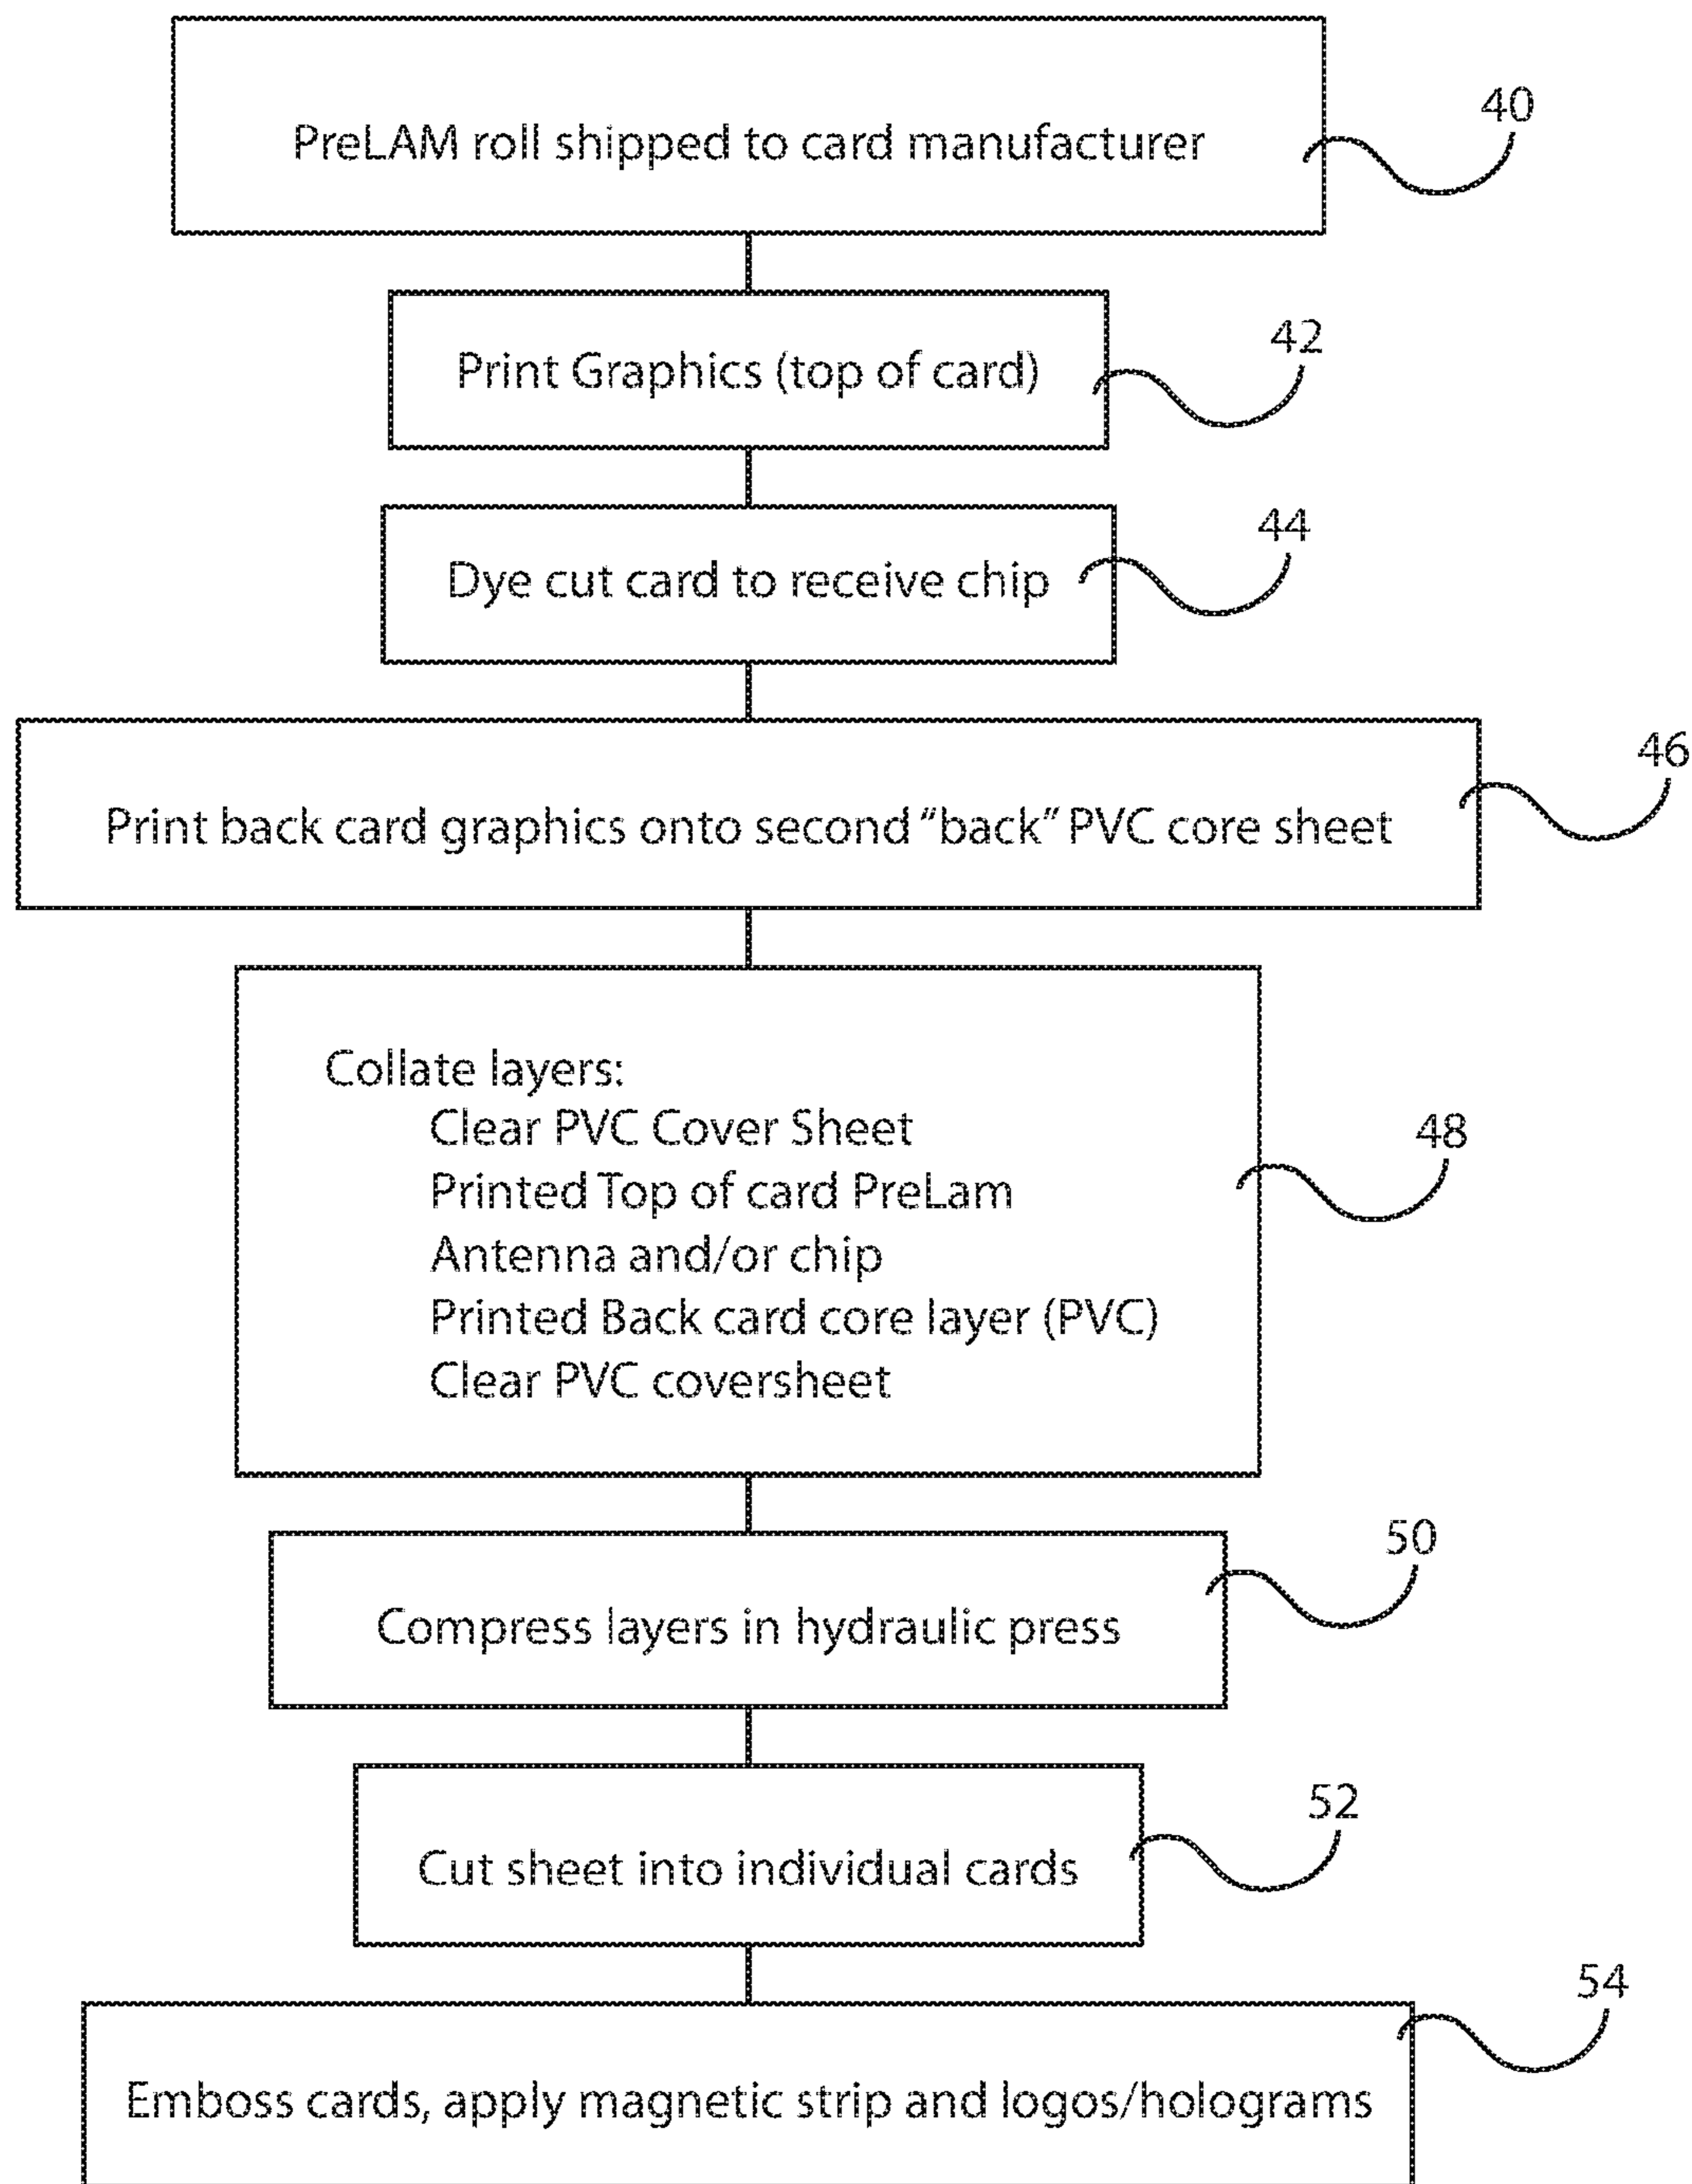 PreLAM roll shipped to card manufacturer
40
Print Graphics (top of card)
42
Dye cut card to receive chip
44
Print back card graphics onto second "back" PVC core sheet
46
Collate layers:
Clear PVC Cover Sheet
Printed Top of card PreLam
Antenna and/or chip
Printed Back card core layer (PVC)
Clear PVC coversheet
48
Compress layers in hydraulic press
50
Cut sheet into individual cards
52
Emboss cards, apply magnetic strip and logos/holograms
54